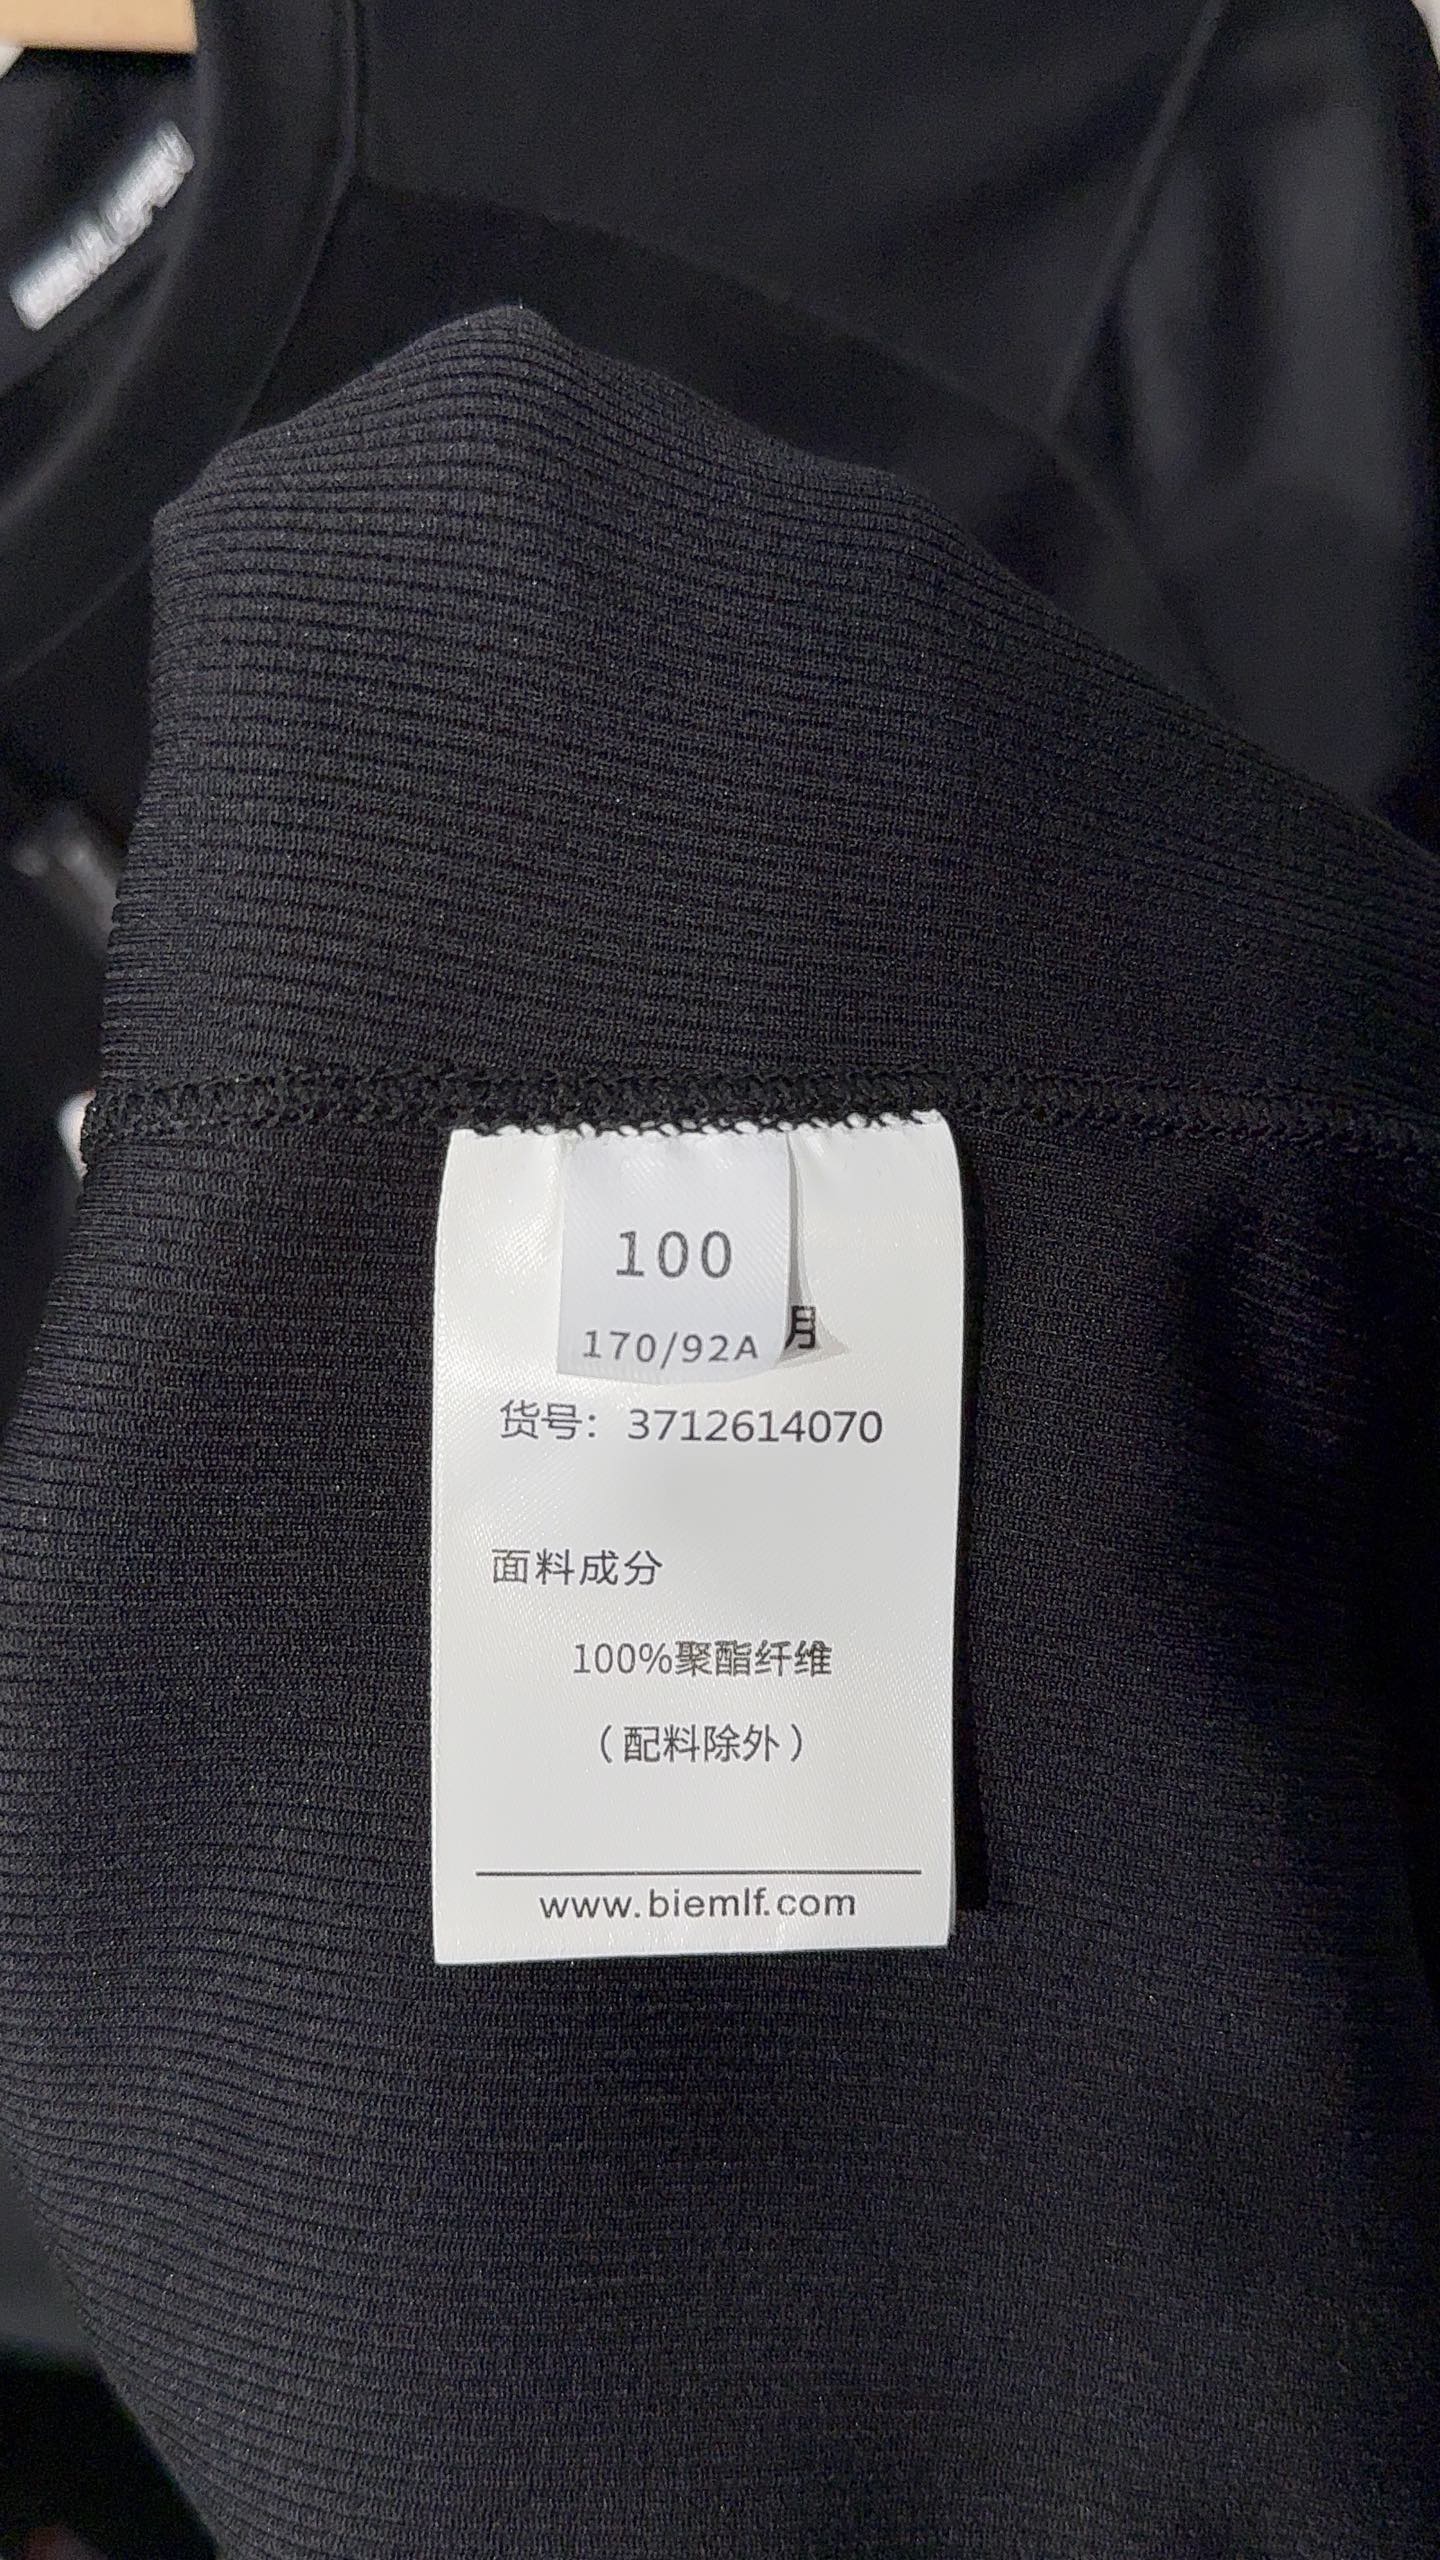 100
170/92A
月
货号：3712614070
面料成分
100%聚酯纤维
（配料除外）
www.biemlf.com